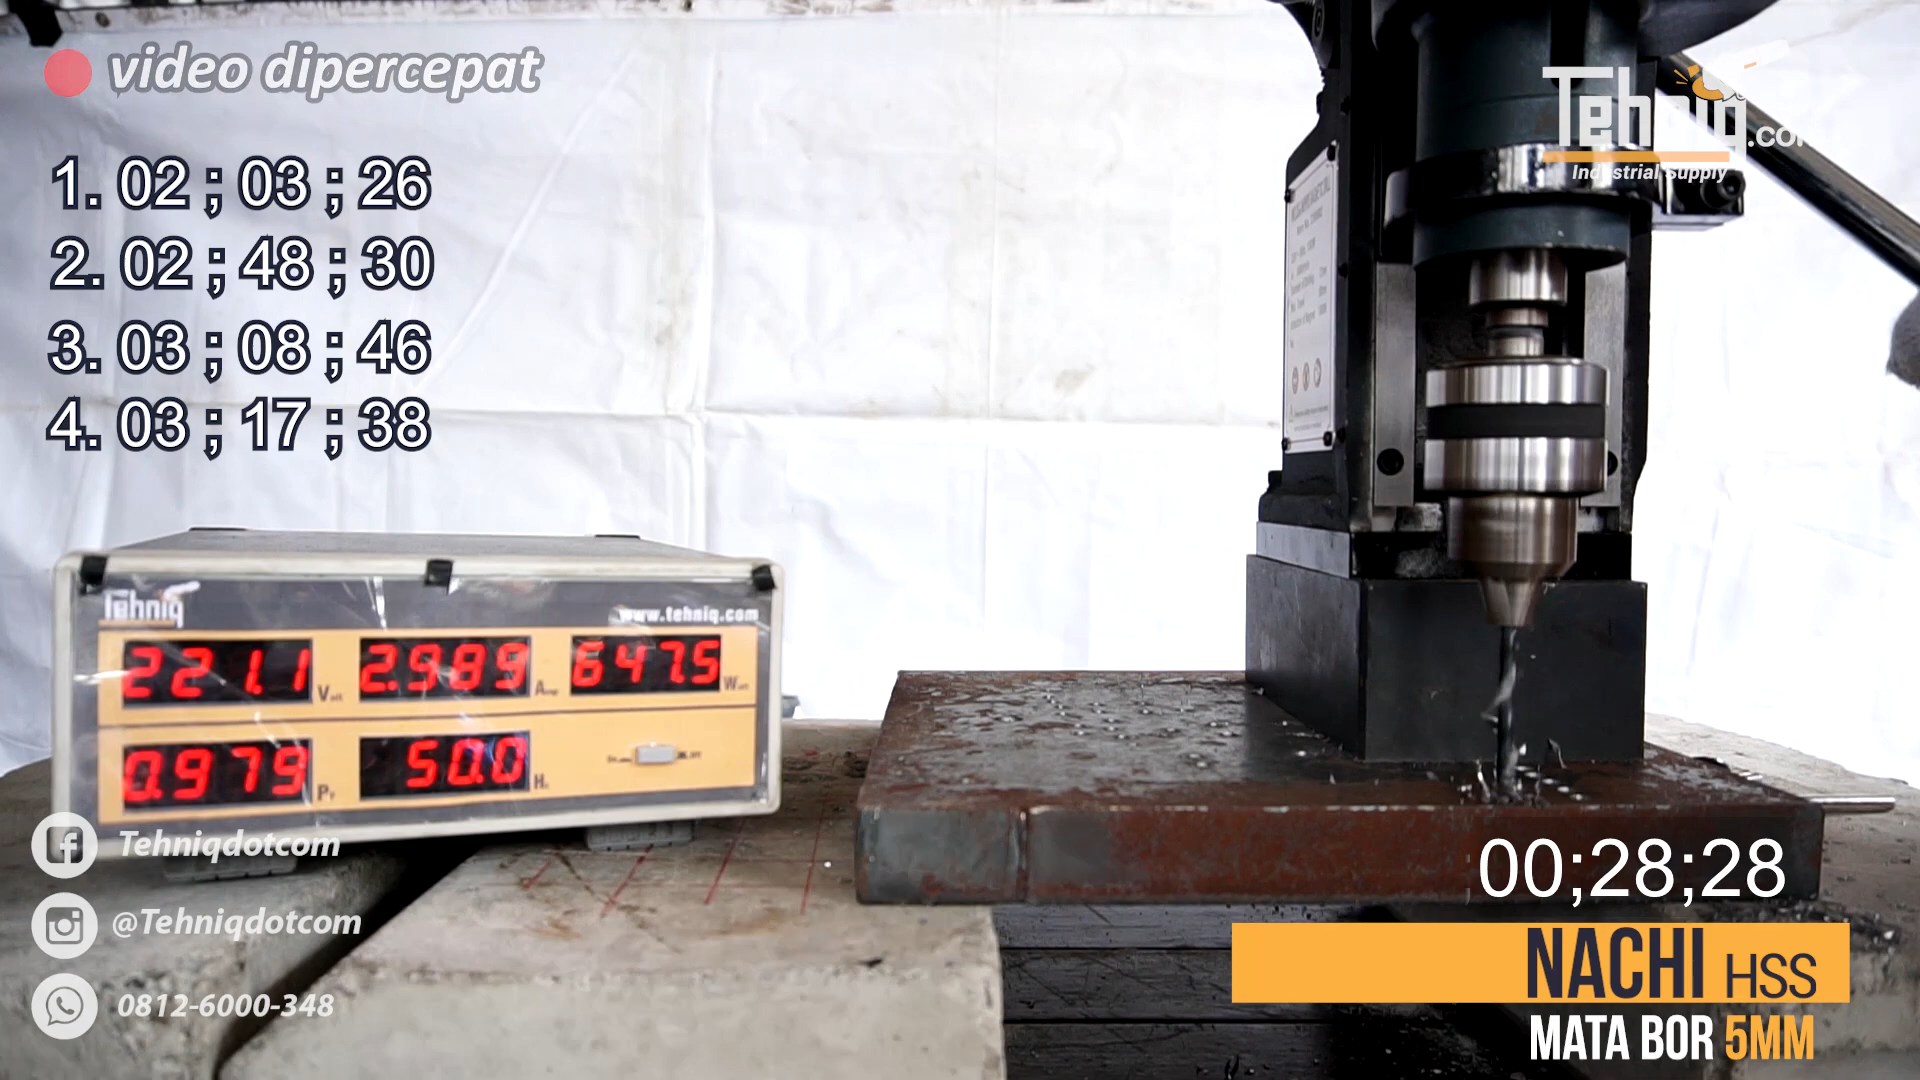 video dipercepat
Tehniq.com
Industrial Supply
1. 02 ; 03 ; 26
2. 02 ; 48 ; 30
3. 03 ; 08 ; 46
4. 03 ; 17 ; 38
Tehniq
www.tehniq.com
221.1 Volt 2.989 Amp 647.5 Watt
0.979 PF 50.0 Hz
Tehniqdotcom
@Tehniqdotcom
0812-6000-348
00;28;28
NACHI HSS
MATA BOR 5MM